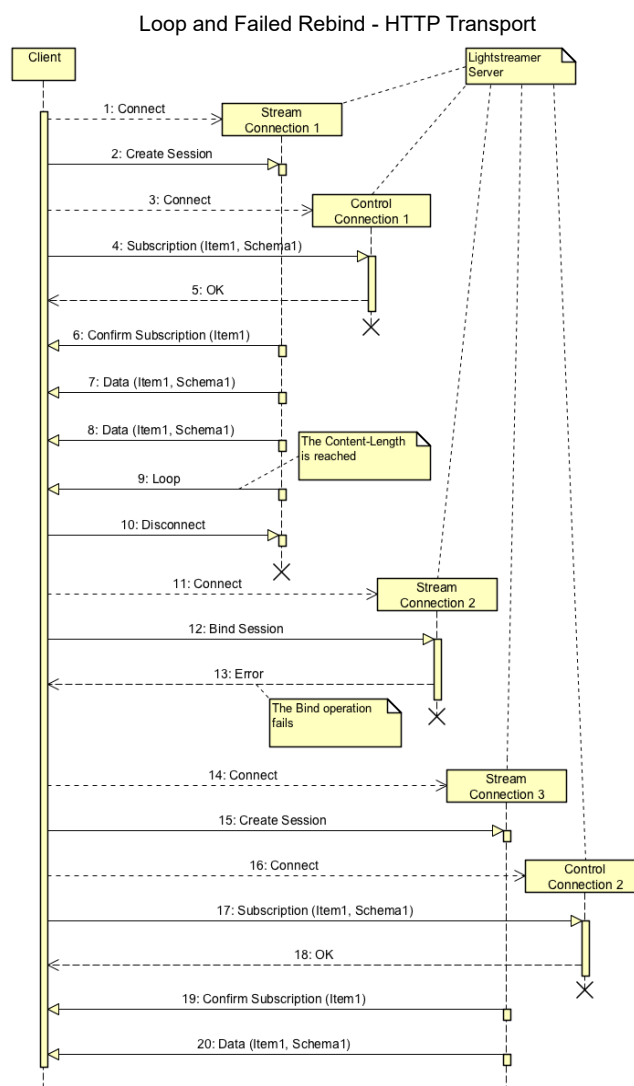 Loop and Failed Rebind - HTTP Transport
Client
Lightstreamer
Server
1: Connect
Stream
Connection 1
2: Create Session
3: Connect
Control
Connection 1
4: Subscription (Item1, Schema1)
5: OK
6: Confirm Subscription (Item1)
7: Data (Item1, Schema1)
8: Data (Item1, Schema1)
The Content-Length
is reached
9: Loop
10: Disconnect
11: Connect
Stream
Connection 2
12: Bind Session
13: Error
The Bind operation
fails
14: Connect
Stream
Connection 3
15: Create Session
16: Connect
Control
Connection 2
17: Subscription (Item1, Schema1)
18: OK
19: Confirm Subscription (Item1)
20: Data (Item1, Schema1)